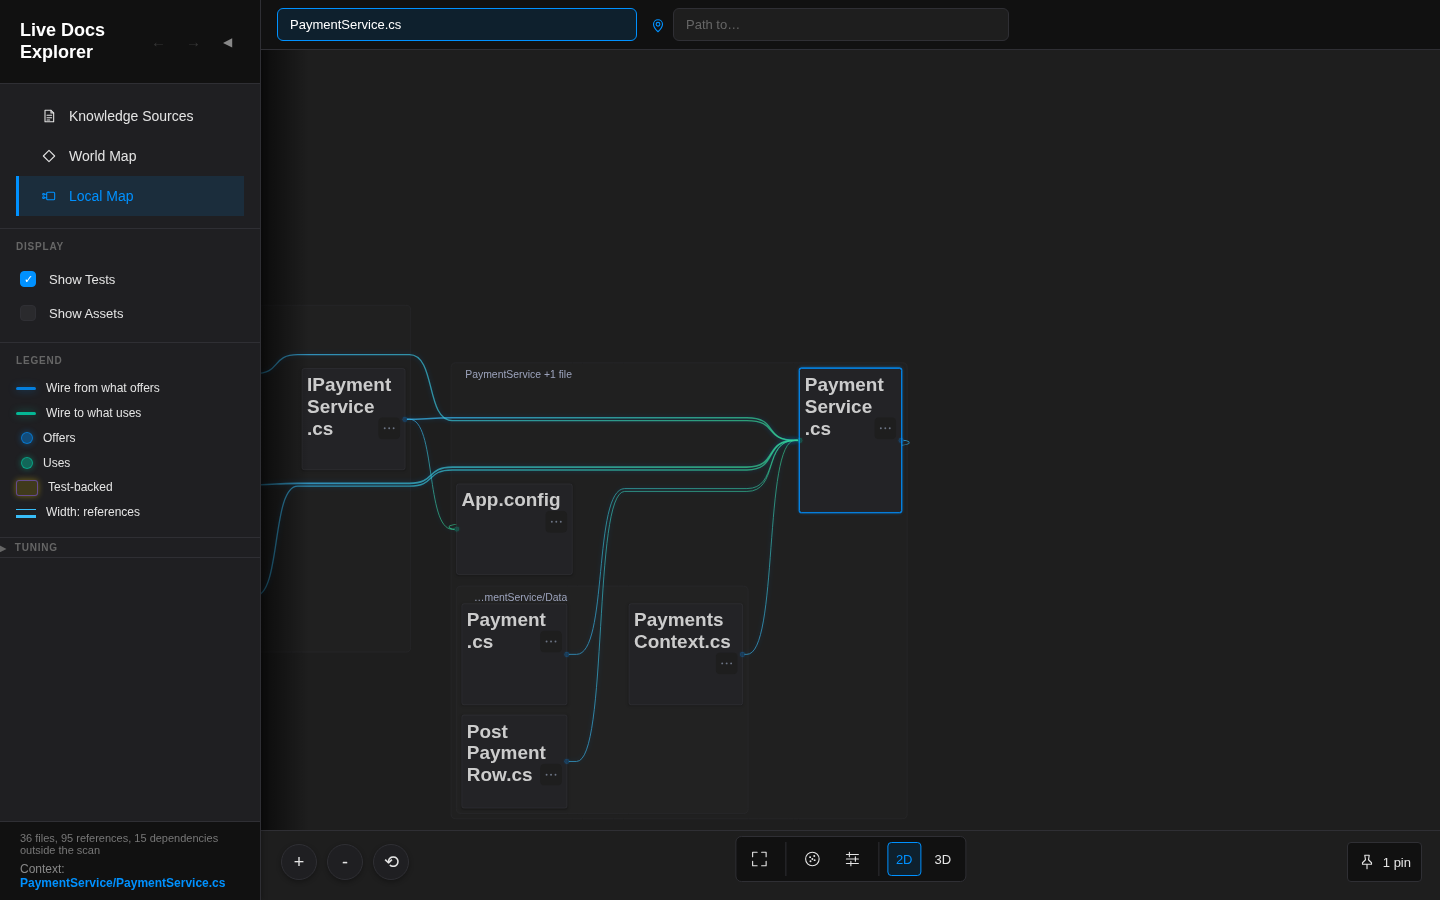 Live Docs
Explorer
← → ◀
PaymentService.cs
Path to…
Knowledge Sources
World Map
Local Map
DISPLAY
✓ Show Tests
Show Assets
LEGEND
Wire from what offers
Wire to what uses
Offers
Uses
Test-backed
Width: references
▶ TUNING
36 files, 95 references, 15 dependencies
outside the scan
Context:
PaymentService/PaymentService.cs
IPayment
Service
.cs
...
PaymentService +1 file
Payment
Service
.cs
...
App.config
...
…mentService/Data
Payment
.cs
...
Payments
Context.cs
...
Post
Payment
Row.cs
...
+ - ⟲
2D 3D
1 pin